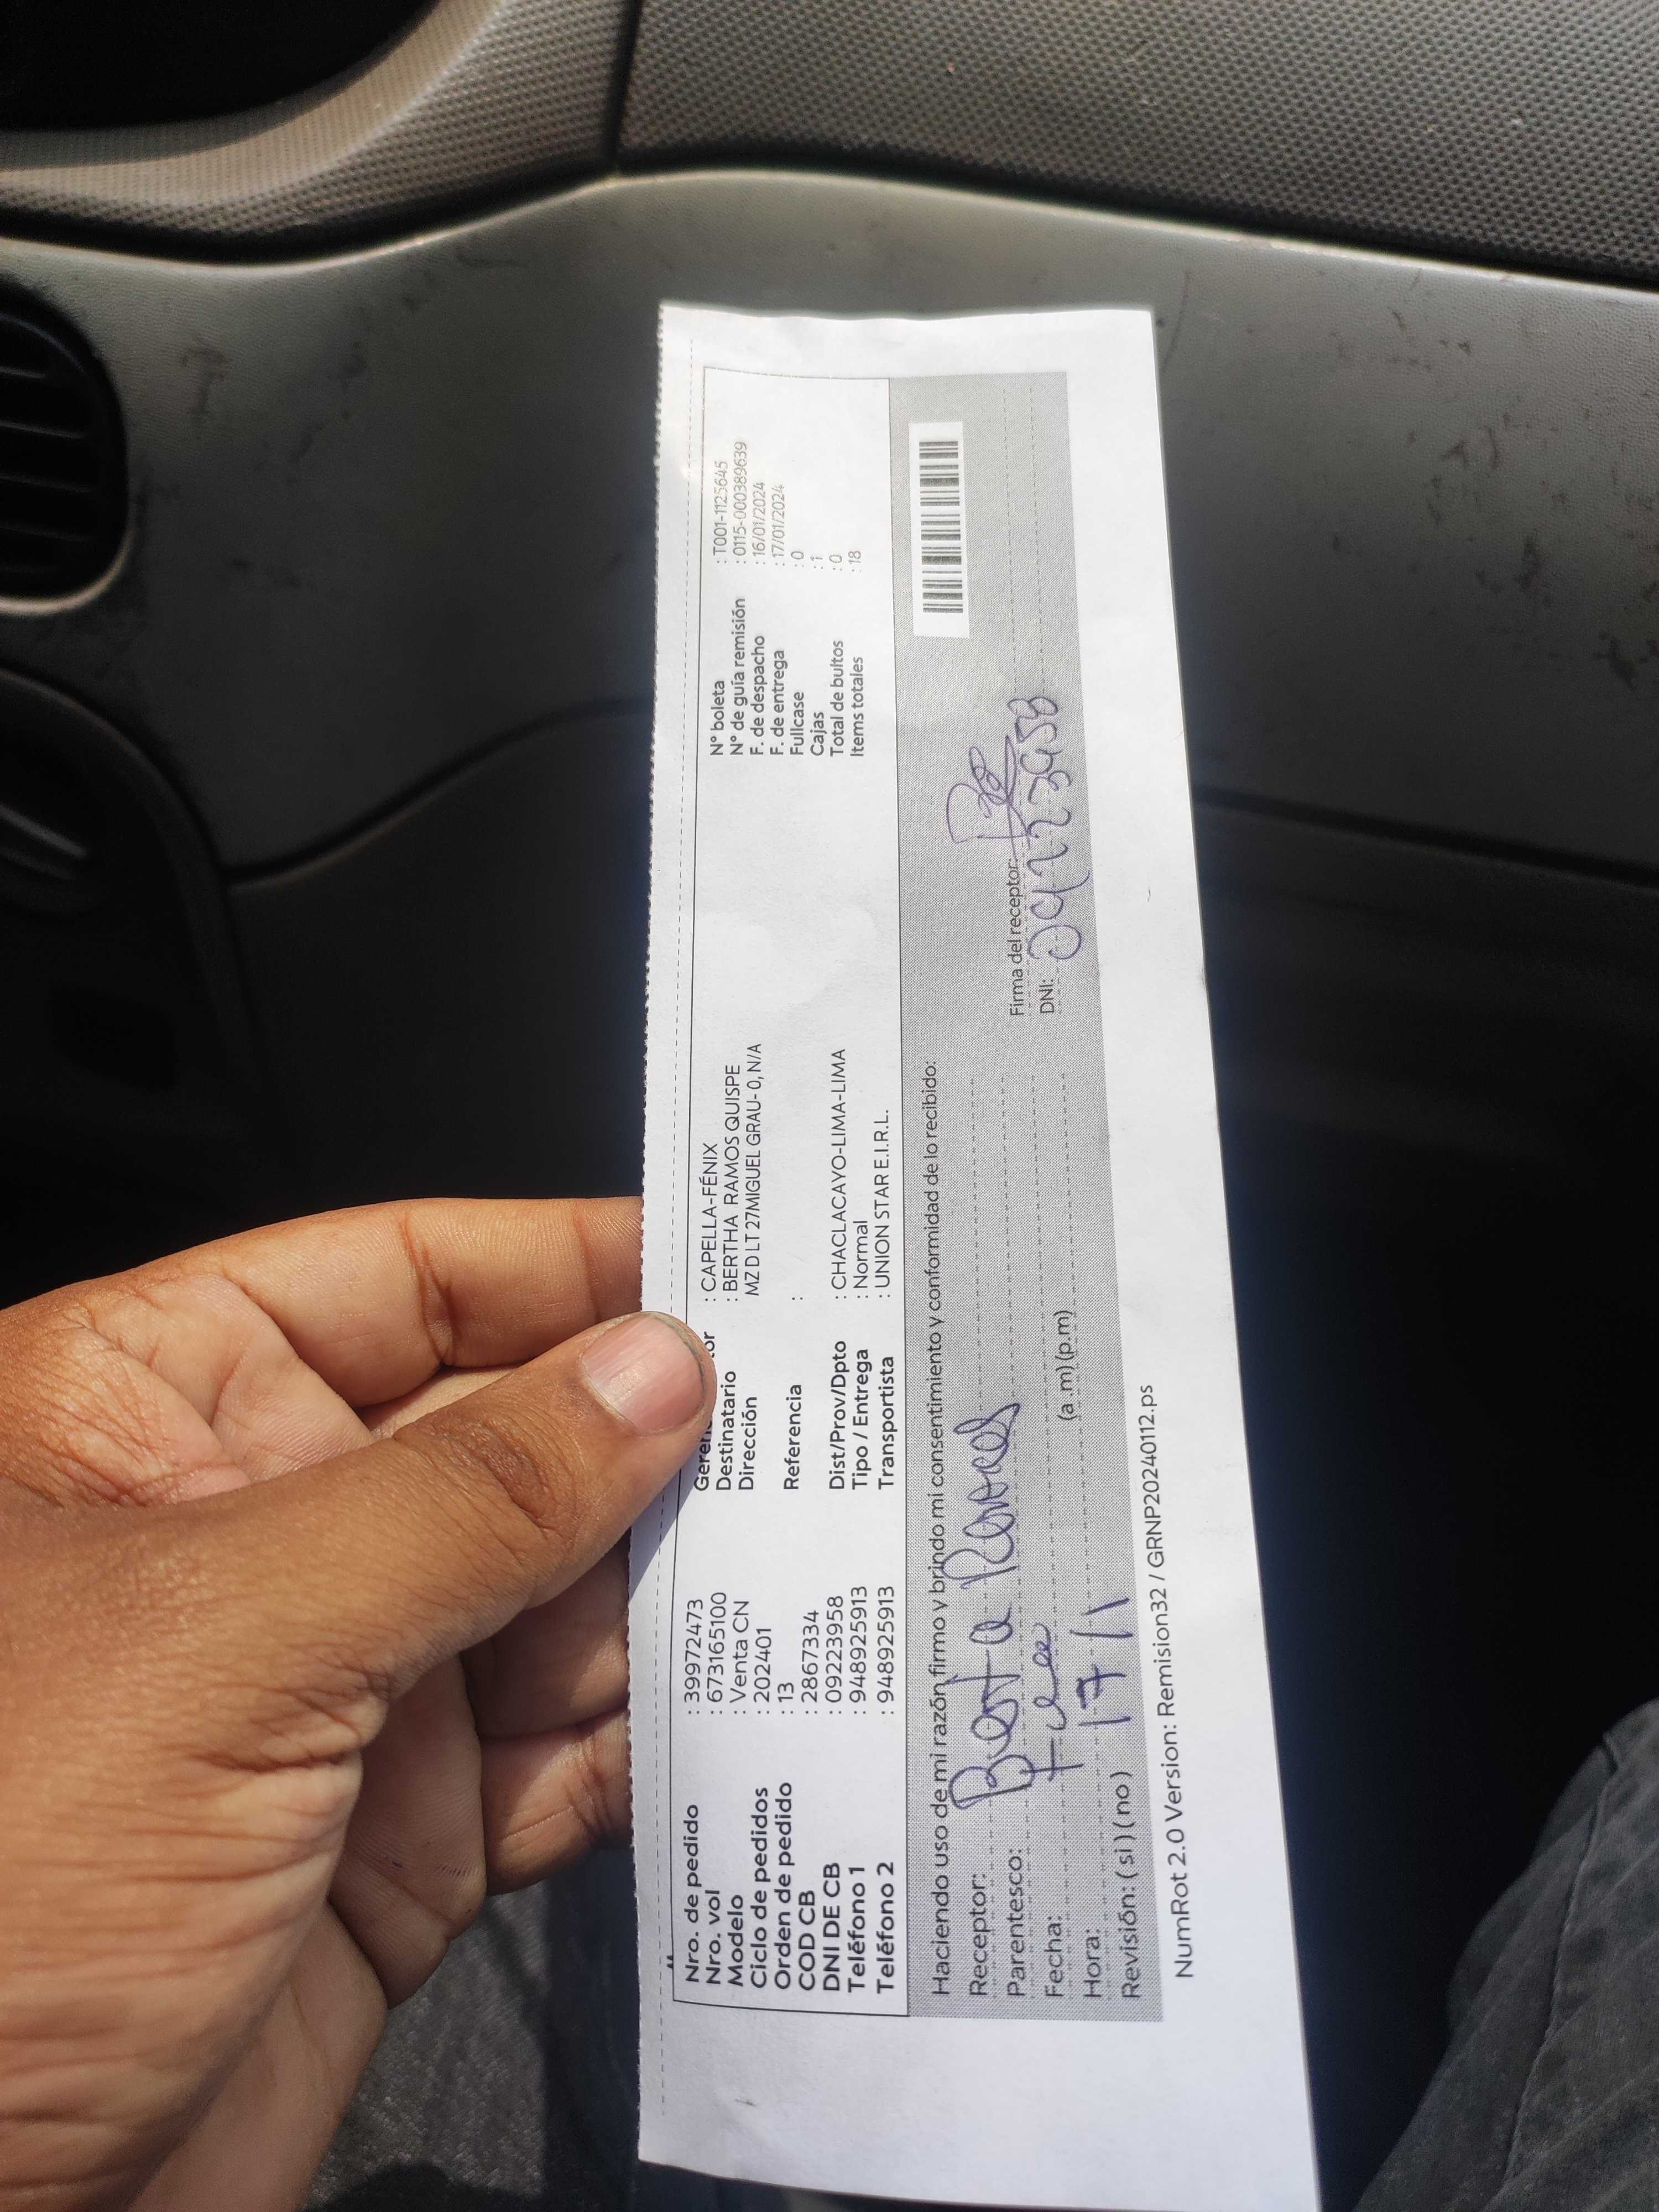 Nro. de pedido : 39972473
Nro. vol : 673165100
Modelo : Venta CN
Ciclo de pedidos : 202401
Orden de pedido : 13
COD CB : 2867334
DNI DE CB : 09223958
Teléfono 1 : 948925913
Teléfono 2 : 948925913
: CAPELLA-FÉNIX
Destinatario : BERTHA RAMOS QUISPE
Dirección MZ D LT 27MIGUEL GRAU- 0, N/A
Referencia :
Dist/Prov/Dpto : CHACLACAYO-LIMA-LIMA
Tipo / Entrega : Normal
Transportista : UNION STAR E.I.R.L.
N° boleta : T001-1125645
N° de guía remisión : 0115-000389639
F. de despacho : 16/01/2024
F. de entrega : 17/01/2024
Fullcase : 0
Cajas : 1
Total de bultos : 0
Items totales : 18
Haciendo uso de mi razón firmo y brindo mi consentimiento y conformidad de lo recibido:
Receptor:
Parentesco:
Fecha: 17/1
Hora: (a .m) (p.m)
Revisión: ( si ) ( no )
Firma del receptor:
DNI: 09223958
NumRot 2.0 Version: Remision32 / GRNP20240112.ps